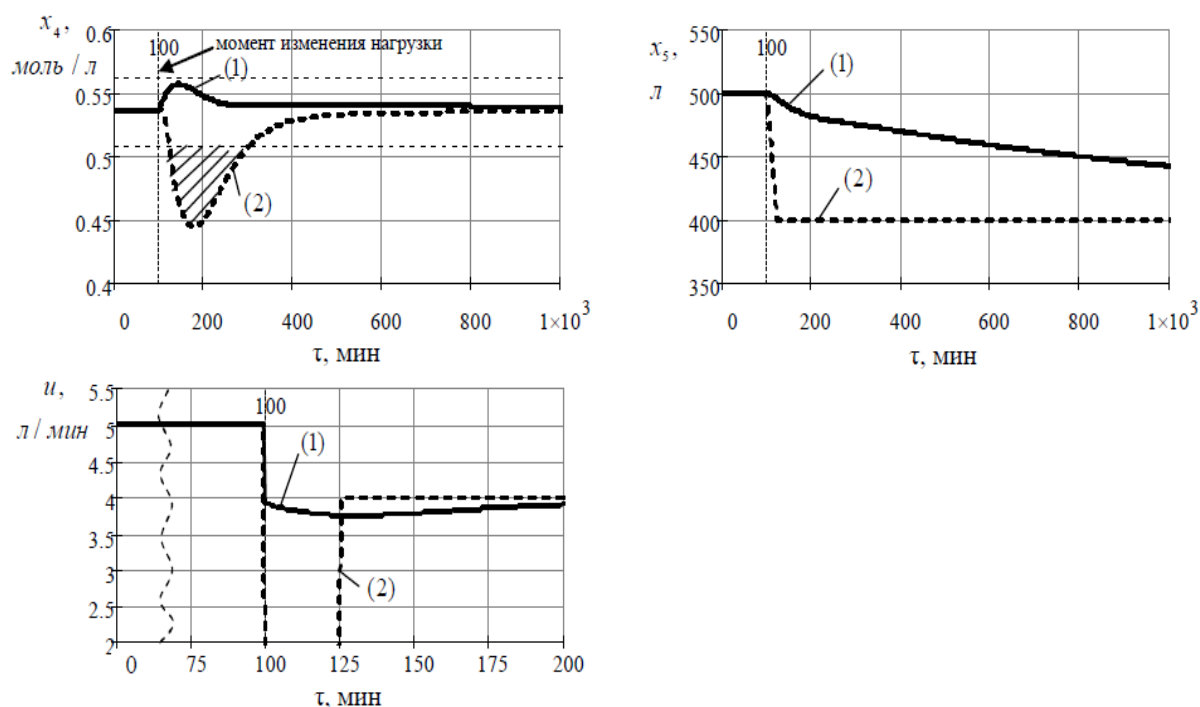 x₄,
моль / л
0.6
0.55
0.5
0.45
0.4
100
момент изменения нагрузки
(1)
(2)
0 200 400 600 800 1×10³
τ, мин
x₅,
л
550
500
450
400
350
100
(1)
(2)
0 200 400 600 800 1×10³
τ, мин
u,
л / мин
5.5
5
4.5
4
3.5
3
2.5
2
100
(1)
(2)
0 75 100 125 150 175 200
τ, мин